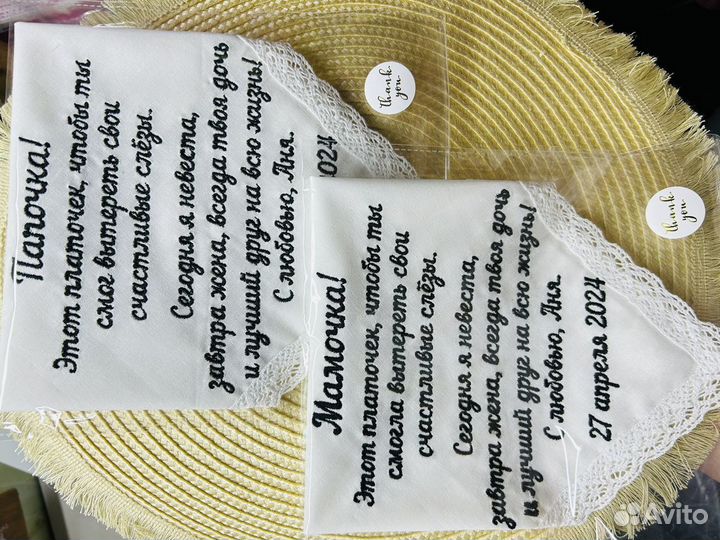 Папочка!
Этот платочек, чтобы ты
смог вытереть свои
счастливые слёзы.
Сегодня я невеста,
завтра жена, всегда твоя дочь
и лучший друг на всю жизнь!
С любовью, Аня.
2024
thank
you
Мамочка!
Этот платочек, чтобы ты
смогла вытереть свои
счастливые слёзы.
Сегодня я невеста,
завтра жена, всегда твоя дочь
и лучший друг на всю жизнь!
С любовью, Аня.
27 апреля 2024
thank
you
Avito